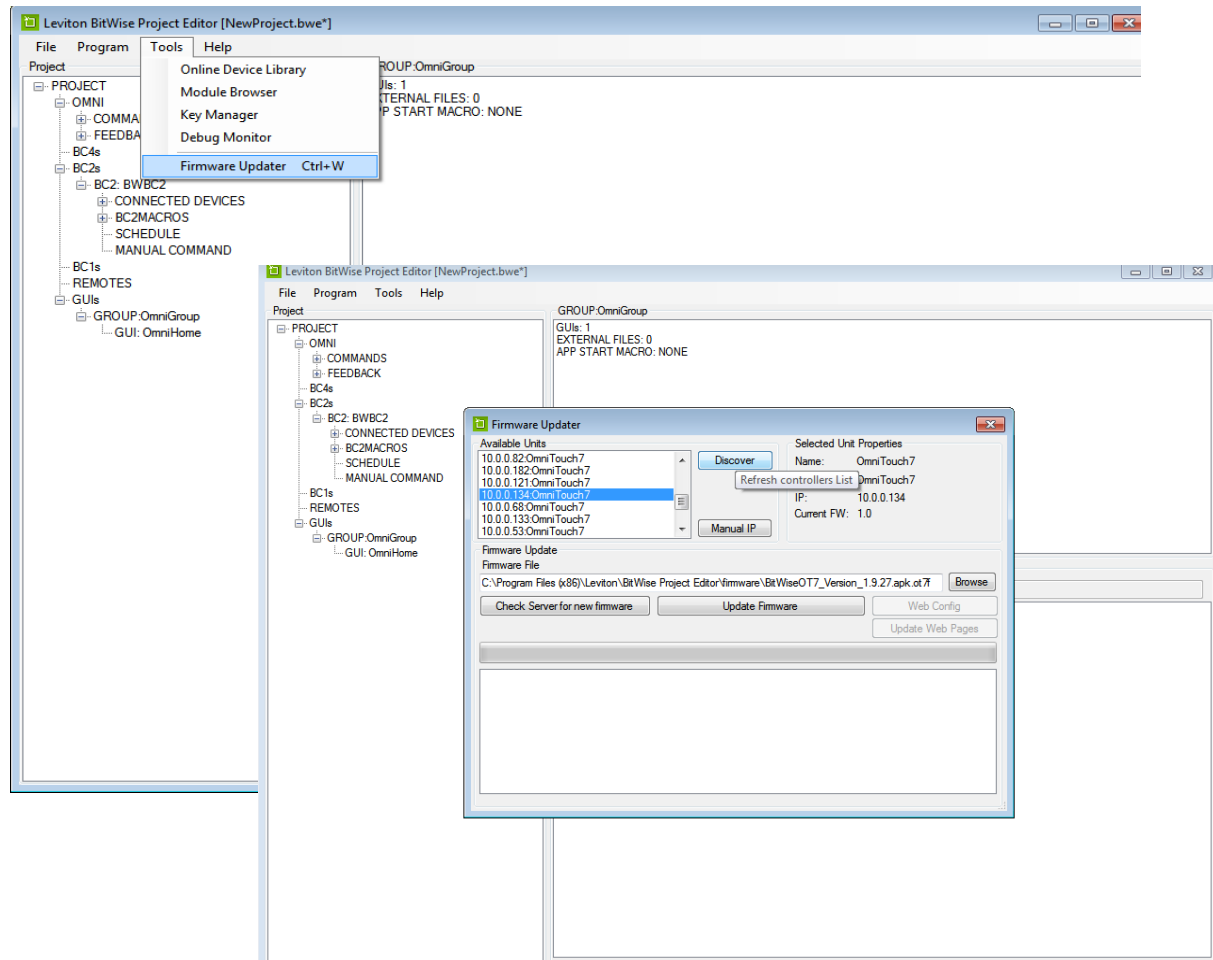 Leviton BitWise Project Editor [NewProject.bwe*]
File Program Tools Help
Project
PROJECT
OMNI
COMMA
FEEDBA
BC4s
BC2s
BC2: BWBC2
CONNECTED DEVICES
BC2MACROS
SCHEDULE
MANUAL COMMAND
BC1s
REMOTES
GUIs
GROUP:OmniGroup
GUI: OmniHome
Online Device Library
Module Browser
Key Manager
Debug Monitor
Firmware Updater Ctrl+W
ROUP:OmniGroup
UIs: 1
TERNAL FILES: 0
P START MACRO: NONE
Leviton BitWise Project Editor [NewProject.bwe*]
File Program Tools Help
Project
PROJECT
OMNI
COMMANDS
FEEDBACK
BC4s
BC2s
BC2: BWBC2
CONNECTED DEVICES
BC2MACROS
SCHEDULE
MANUAL COMMAND
BC1s
REMOTES
GUIs
GROUP:OmniGroup
GUI: OmniHome
GROUP:OmniGroup
GUIs: 1
EXTERNAL FILES: 0
APP START MACRO: NONE
Firmware Updater
Available Units
10.0.0.82:OmniTouch7
10.0.0.182:OmniTouch7
10.0.0.121:OmniTouch7
10.0.0.134:OmniTouch7
10.0.0.68:OmniTouch7
10.0.0.133:OmniTouch7
10.0.0.53:OmniTouch7
Discover
Refresh controllers List
Manual IP
Selected Unit Properties
Name: OmniTouch7
OmniTouch7
IP: 10.0.0.134
Current FW: 1.0
Firmware Update
Firmware File
C:\Program Files (x86)\Leviton\BitWise Project Editor\firmware\BitWiseOT7_Version_1.9.27.apk.ot7f
Browse
Check Server for new firmware
Update Firmware
Web Config
Update Web Pages